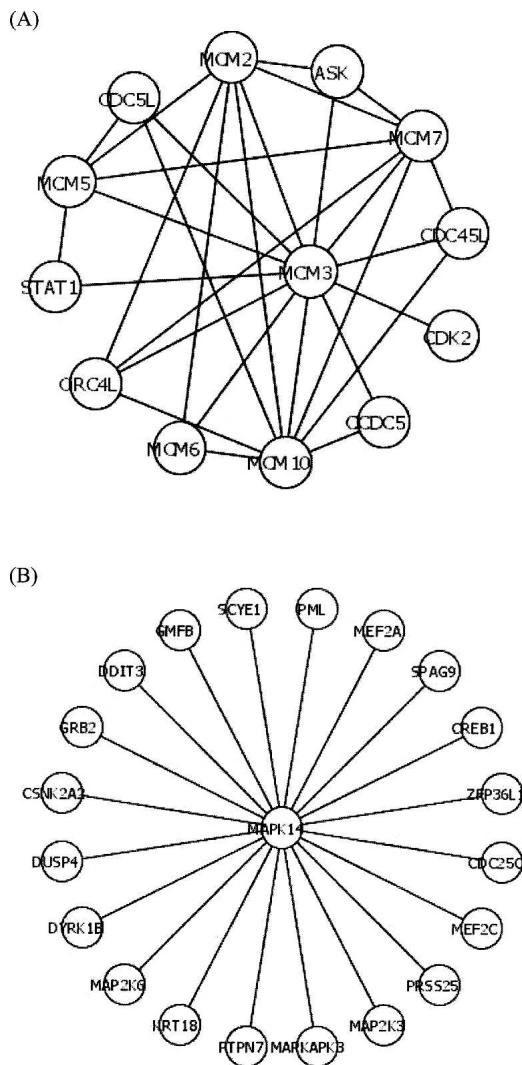 (A)
MCM2
ASK
CDC5L
MCM7
MCM5
CDC45L
MCM3
STAT1
CDK2
ORC4L
CCDC5
MCM6
MCM10
(B)
SCYE1
PML
GMFB
MEF2A
DDIT3
SPAG9
GRB2
CREB1
CSNK2A2
ZFP36L1
MAPK14
DUSP4
CDC25C
DYRK1B
MEF2C
MAP2K6
PRSS25
KRT18
MAP2K3
PTPN7
MAPKAPK3